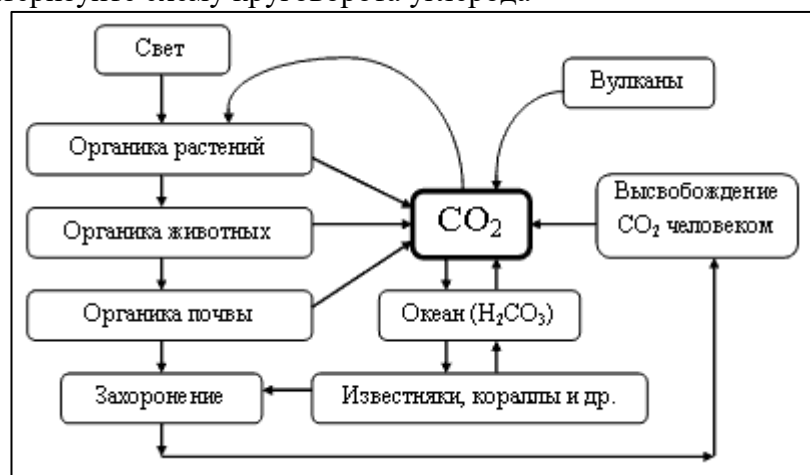 Свет
Вулканы
Органика растений
Высвобождение
CO₂ человеком
CO₂
Органика животных
Органика почвы
Океан (H₂CO₃)
Захоронение
Известняки, кораллы и др.